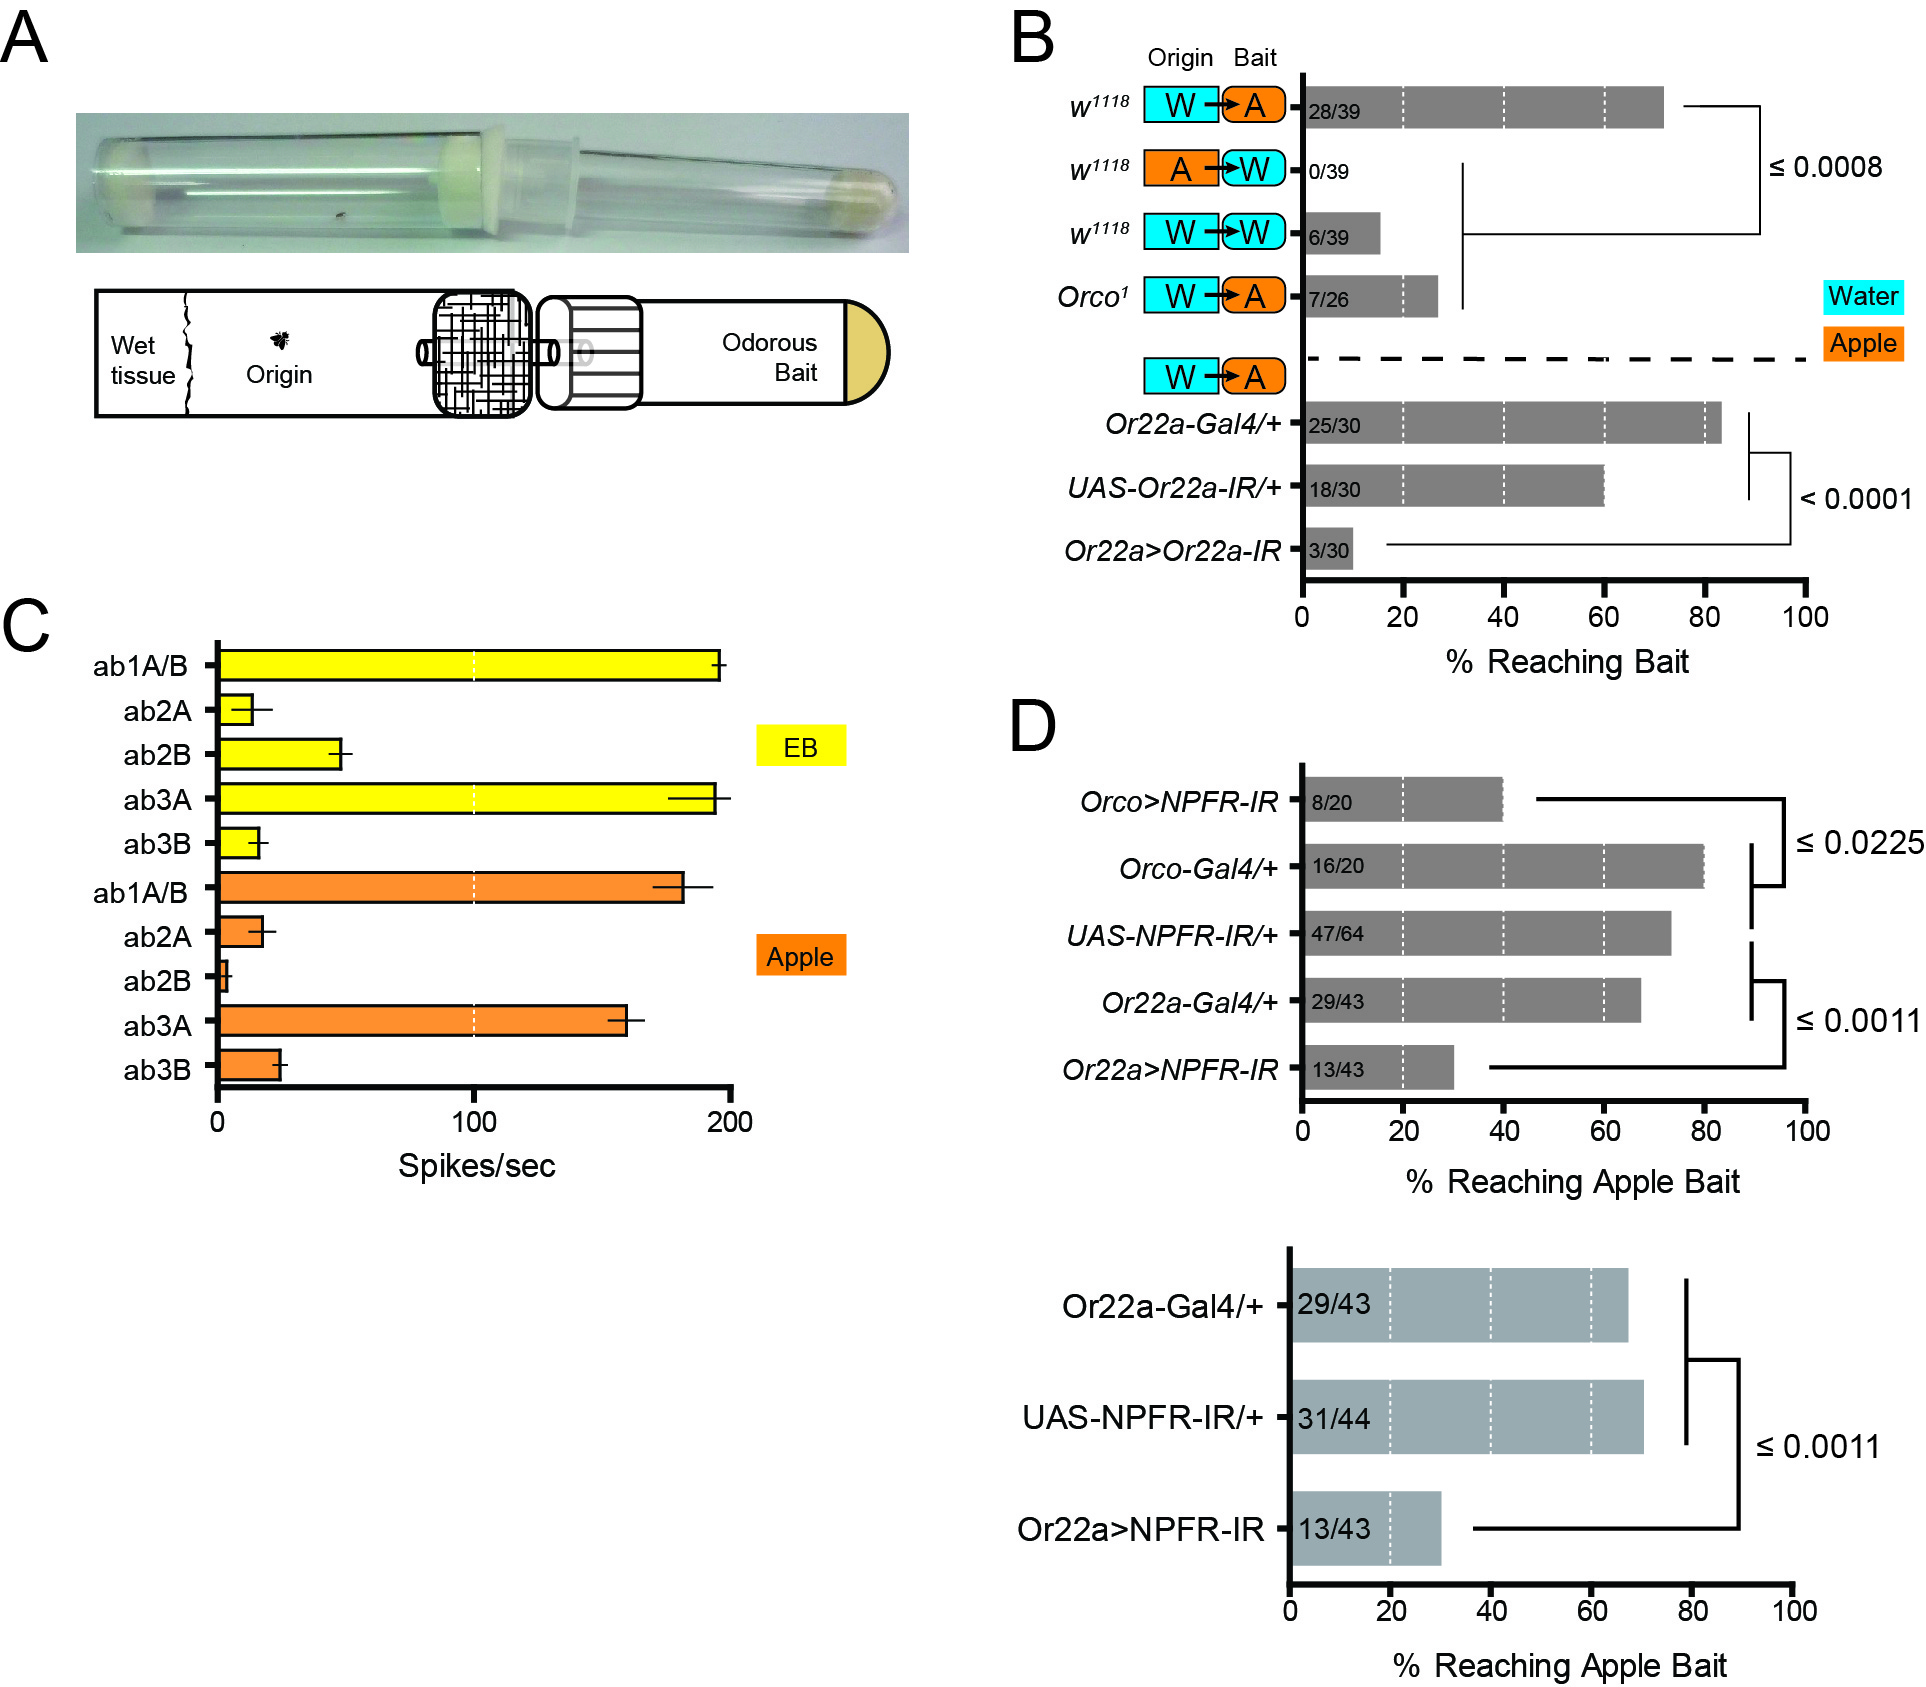 A
Wet
tissue
Origin
Odorous
Bait
B
Origin Bait
w1118 W A 28/39
w1118 A W 0/39
w1118 W W 6/39
Orco1 W A 7/26
≤ 0.0008
Water
Apple
W A
Or22a-Gal4/+ 25/30
UAS-Or22a-IR/+ 18/30
Or22a>Or22a-IR 3/30
< 0.0001
0 20 40 60 80 100
% Reaching Bait
C
ab1A/B
ab2A
ab2B
ab3A
ab3B
ab1A/B
ab2A
ab2B
ab3A
ab3B
EB
Apple
0 100 200
Spikes/sec
D
Orco>NPFR-IR 8/20
Orco-Gal4/+ 16/20
UAS-NPFR-IR/+ 47/64
Or22a-Gal4/+ 29/43
Or22a>NPFR-IR 13/43
≤ 0.0225
≤ 0.0011
0 20 40 60 80 100
% Reaching Apple Bait
Or22a-Gal4/+ 29/43
UAS-NPFR-IR/+ 31/44
Or22a>NPFR-IR 13/43
≤ 0.0011
0 20 40 60 80 100
% Reaching Apple Bait